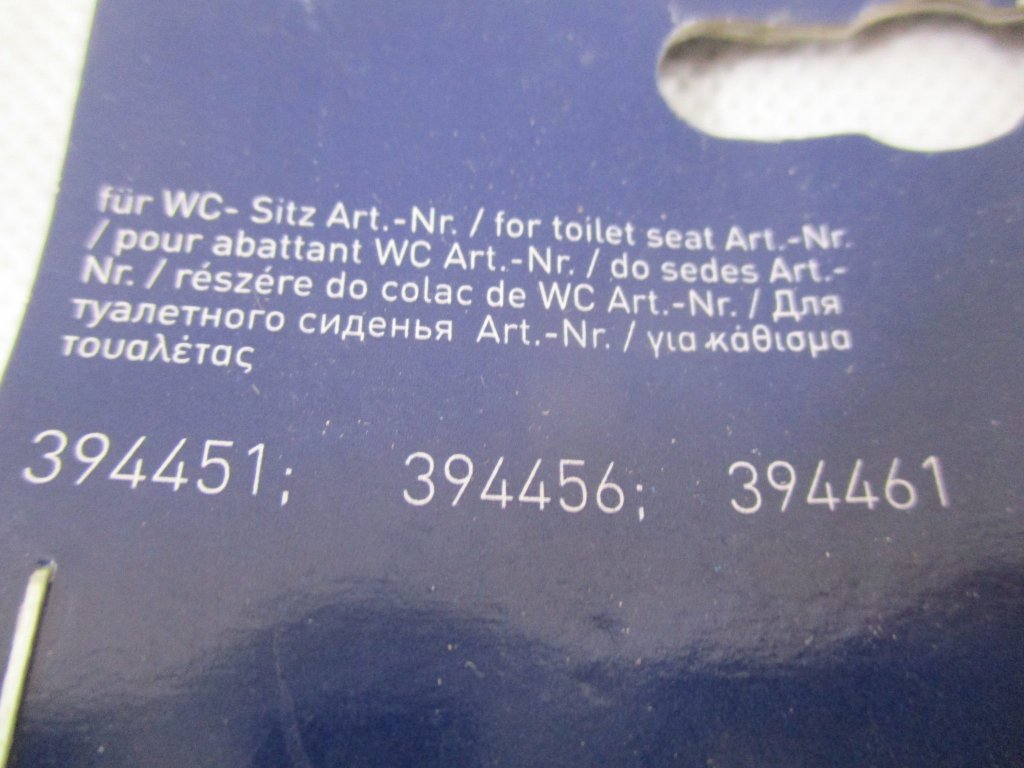 für WC- Sitz Art.-Nr. / for toilet seat Art.-Nr.
/ pour abattant WC Art.-Nr. / do sedes Art.-
Nr. / részére do colac de WC Art.-Nr. / Для
туалетного сиденья Art.-Nr. / για κάθισμα
τουαλέτας
394451; 394456; 394461